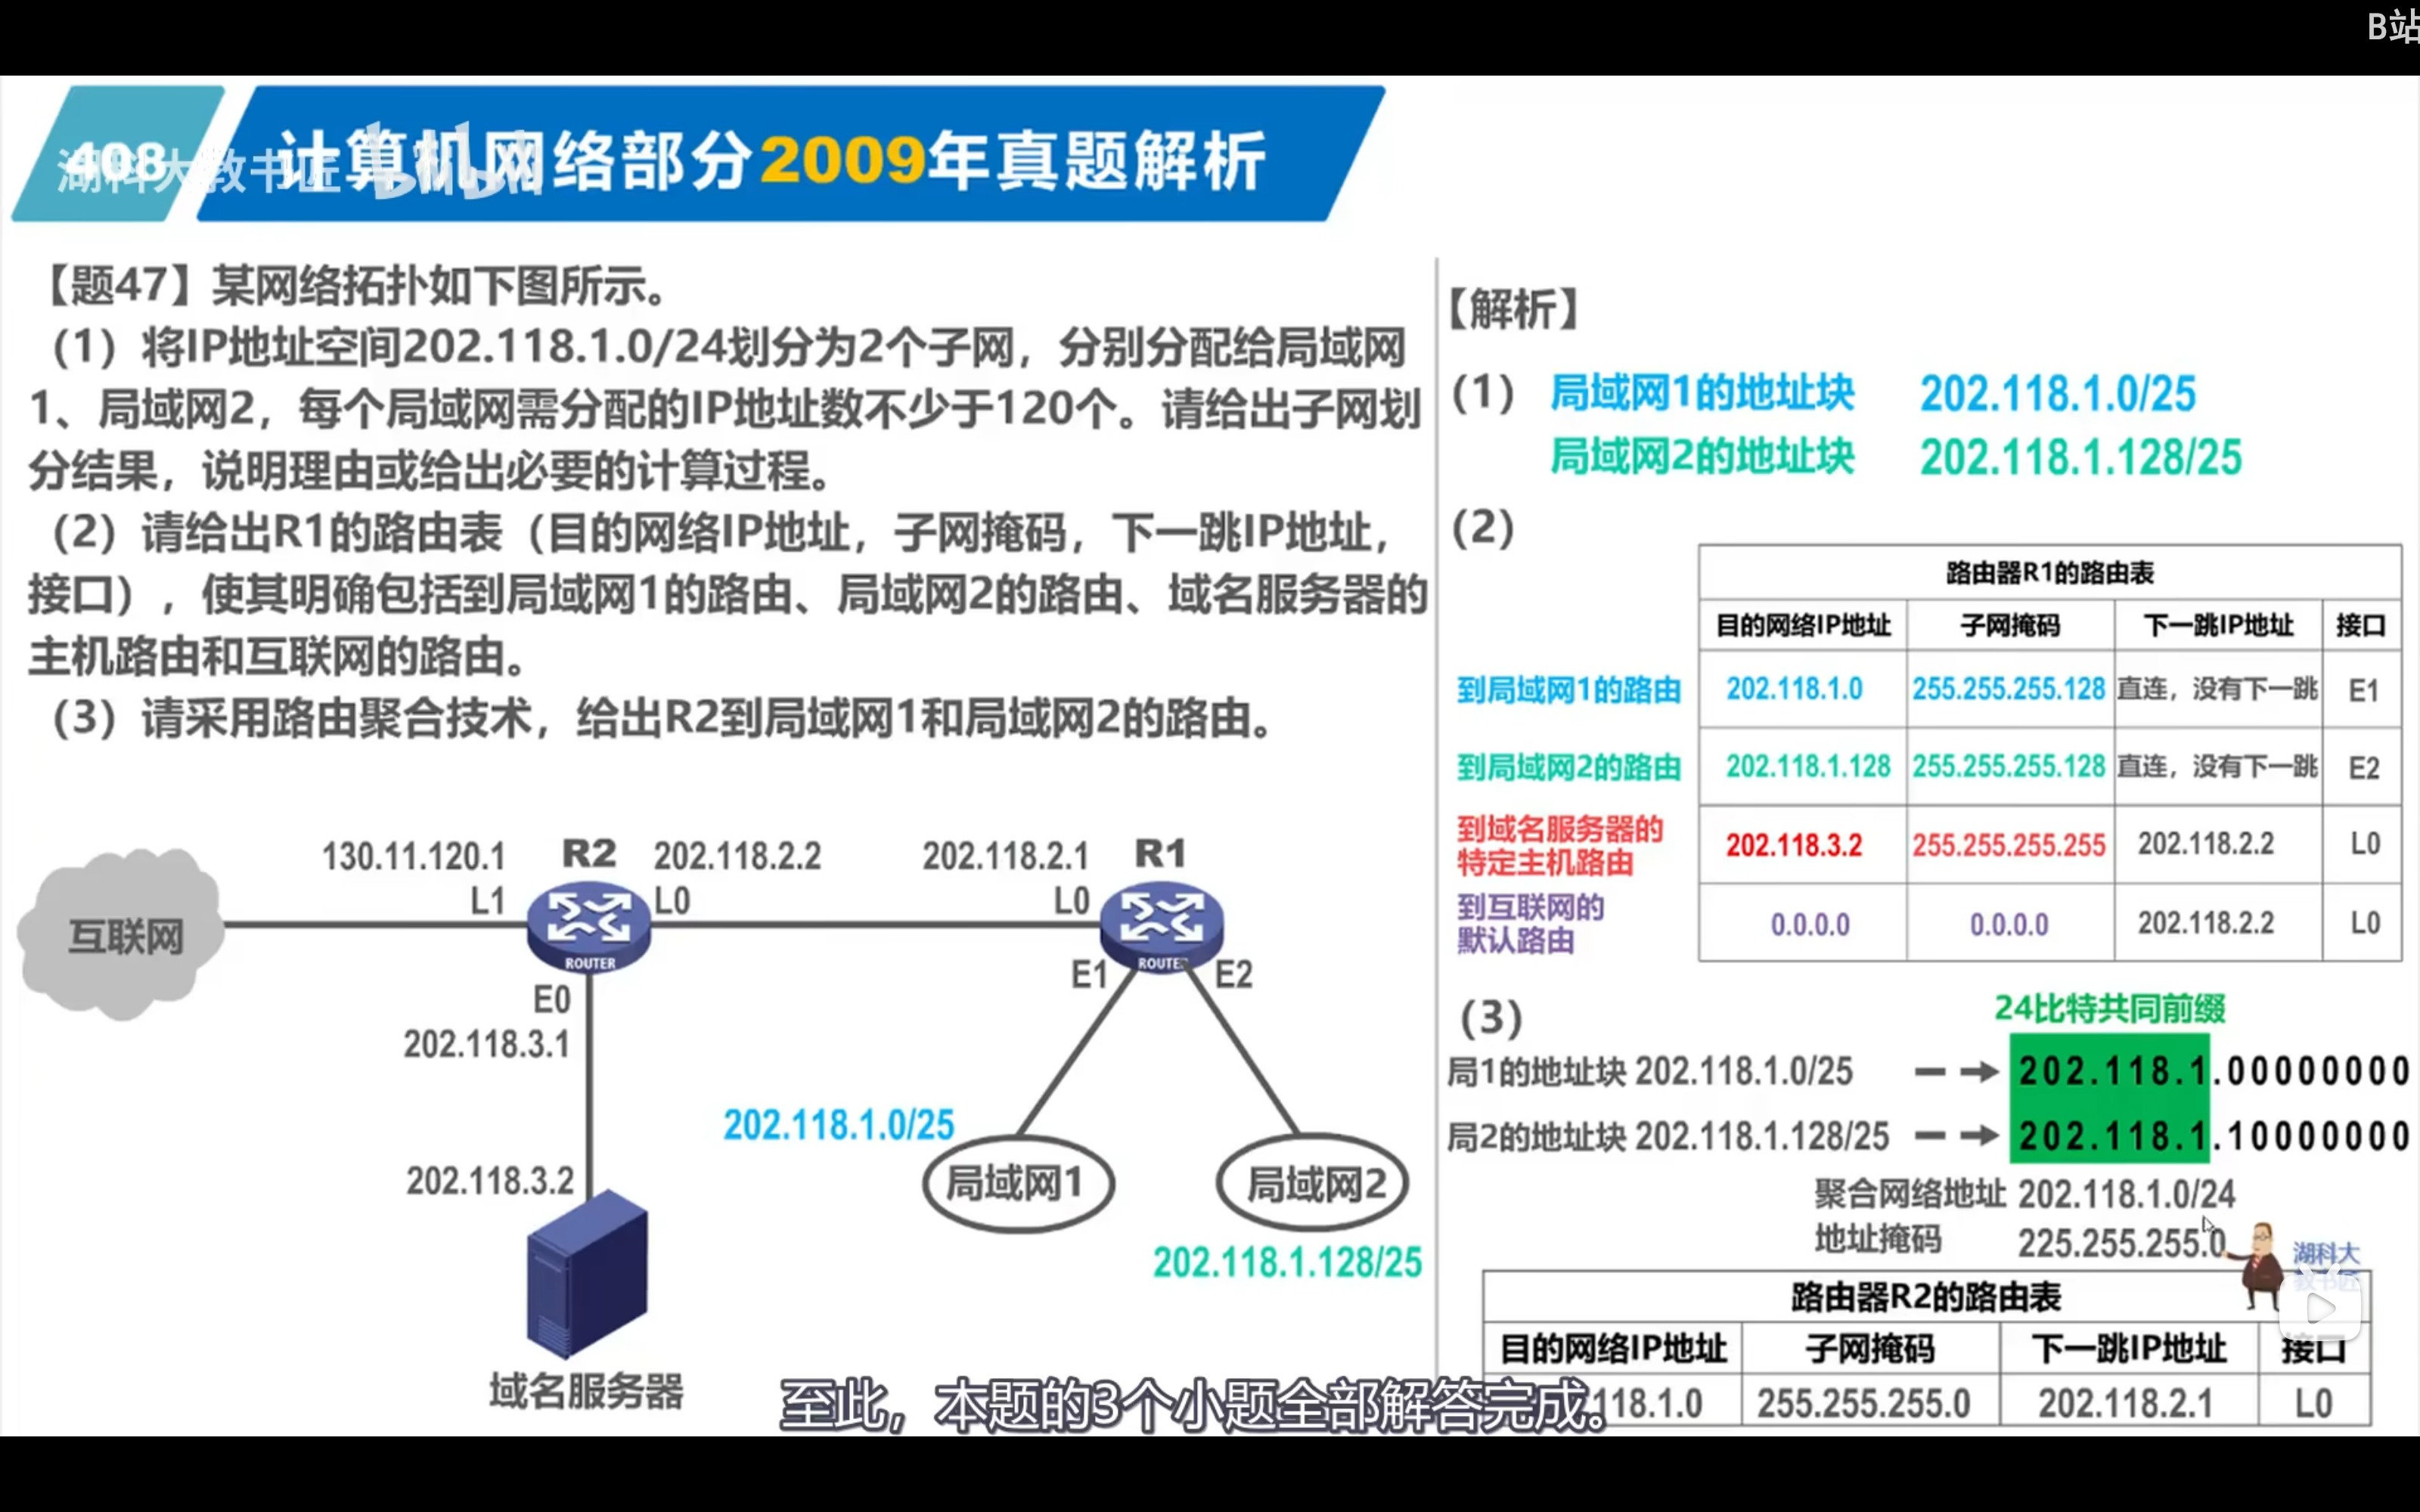 B站
408
计算机网络部分2009年真题解析
湖科大教书匠 bilibili
【题47】某网络拓扑如下图所示。
（1）将IP地址空间202.118.1.0/24划分为2个子网，分别分配给局域网
1、局域网2，每个局域网需分配的IP地址数不少于120个。请给出子网划
分结果，说明理由或给出必要的计算过程。
（2）请给出R1的路由表（目的网络IP地址，子网掩码，下一跳IP地址，
接口），使其明确包括到局域网1的路由、局域网2的路由、域名服务器的
主机路由和互联网的路由。
（3）请采用路由聚合技术，给出R2到局域网1和局域网2的路由。
130.11.120.1 R2 202.118.2.2 202.118.2.1 R1
L1 L0 L0
互联网
ROUTER ROUTER
E0 E1 E2
202.118.3.1
202.118.1.0/25
202.118.3.2 局域网1 局域网2
202.118.1.128/25
域名服务器
【解析】
（1） 局域网1的地址块 202.118.1.0/25
局域网2的地址块 202.118.1.128/25
（2）
路由器R1的路由表
目的网络IP地址 子网掩码 下一跳IP地址 接口
到局域网1的路由 202.118.1.0 255.255.255.128 直连，没有下一跳 E1
到局域网2的路由 202.118.1.128 255.255.255.128 直连，没有下一跳 E2
到域名服务器的
特定主机路由 202.118.3.2 255.255.255.255 202.118.2.2 L0
到互联网的
默认路由 0.0.0.0 0.0.0.0 202.118.2.2 L0
（3） 24比特共同前缀
局1的地址块 202.118.1.0/25 202.118.1.00000000
局2的地址块 202.118.1.128/25 202.118.1.10000000
聚合网络地址 202.118.1.0/24
地址掩码 225.255.255.0
湖科大
教书匠
路由器R2的路由表
目的网络IP地址 子网掩码 下一跳IP地址 接口
118.1.0 255.255.255.0 202.118.2.1 L0
至此，本题的3个小题全部解答完成。